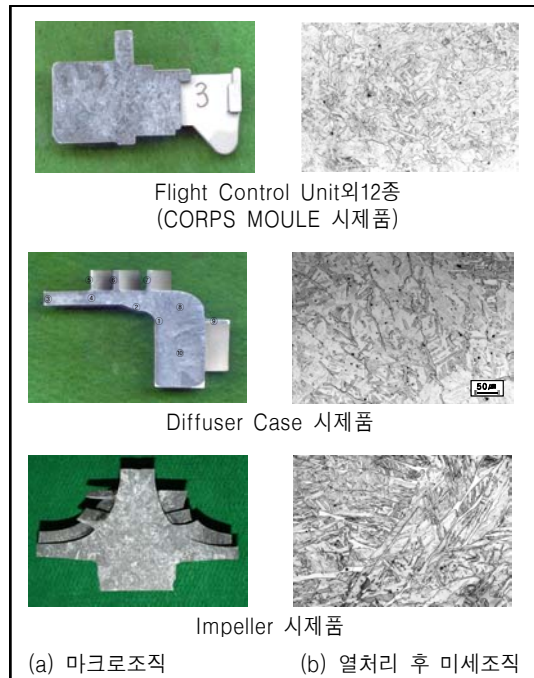 3
Flight Control Unit외12종
(CORPS MOULE 시제품)
50㎛
Diffuser Case 시제품
Impeller 시제품
(a) 마크로조직
(b) 열처리 후 미세조직